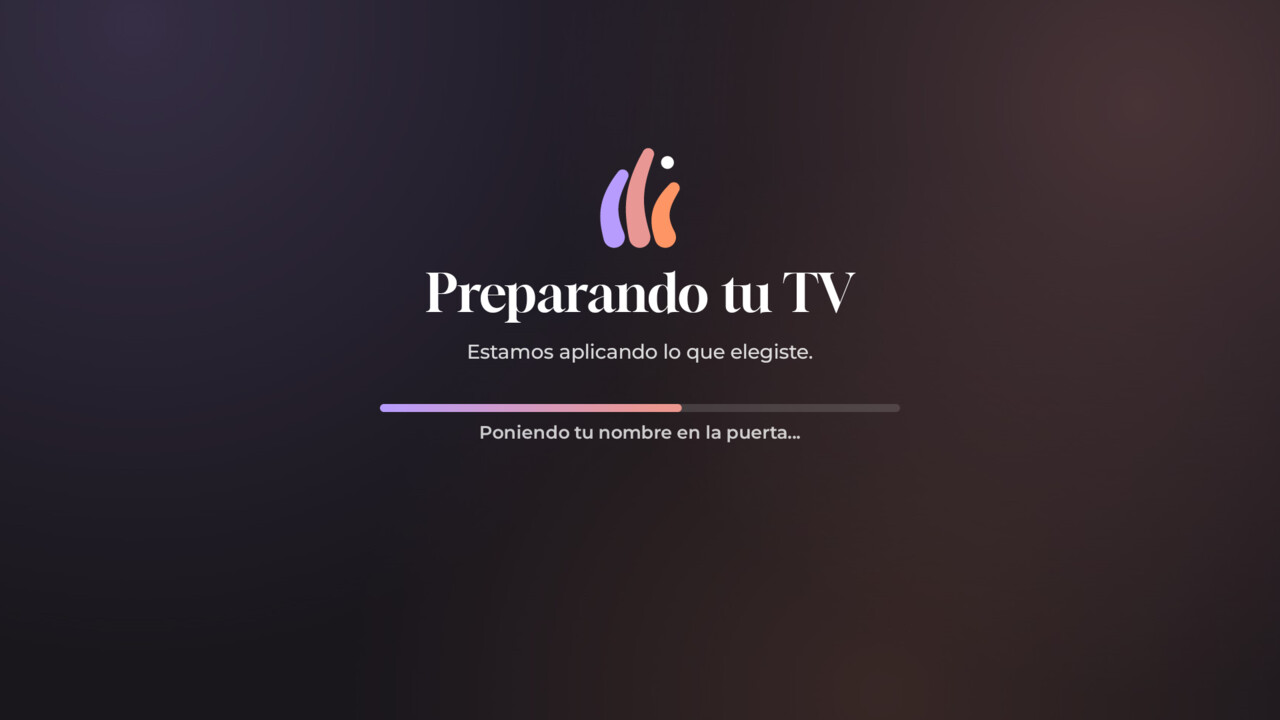 Preparando tu TV
Estamos aplicando lo que elegiste.
Poniendo tu nombre en la puerta...